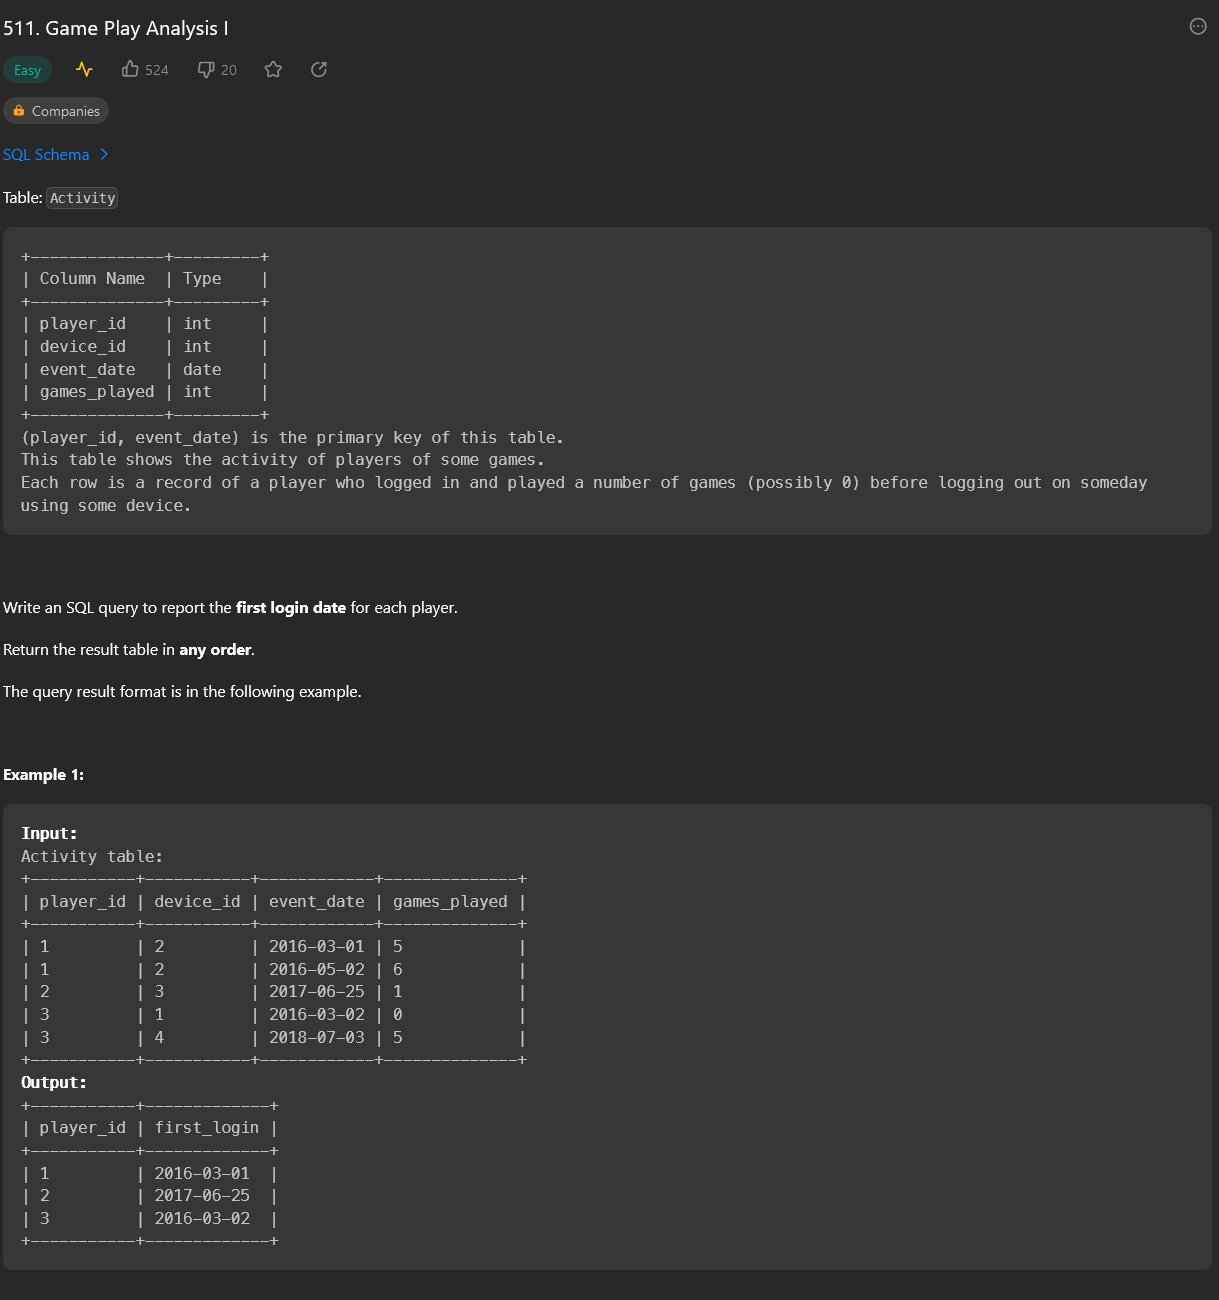 511. Game Play Analysis I
Easy 524 20
Companies
SQL Schema
Table: Activity
+--------------+---------+
| Column Name  | Type    |
+--------------+---------+
| player_id    | int     |
| device_id    | int     |
| event_date   | date    |
| games_played | int     |
+--------------+---------+
(player_id, event_date) is the primary key of this table.
This table shows the activity of players of some games.
Each row is a record of a player who logged in and played a number of games (possibly 0) before logging out on someday
using some device.
Write an SQL query to report the first login date for each player.
Return the result table in any order.
The query result format is in the following example.
Example 1:
Input:
Activity table:
+-----------+-----------+------------+--------------+
| player_id | device_id | event_date | games_played |
+-----------+-----------+------------+--------------+
| 1         | 2         | 2016-03-01 | 5            |
| 1         | 2         | 2016-05-02 | 6            |
| 2         | 3         | 2017-06-25 | 1            |
| 3         | 1         | 2016-03-02 | 0            |
| 3         | 4         | 2018-07-03 | 5            |
+-----------+-----------+------------+--------------+
Output:
+-----------+-------------+
| player_id | first_login |
+-----------+-------------+
| 1         | 2016-03-01  |
| 2         | 2017-06-25  |
| 3         | 2016-03-02  |
+-----------+-------------+